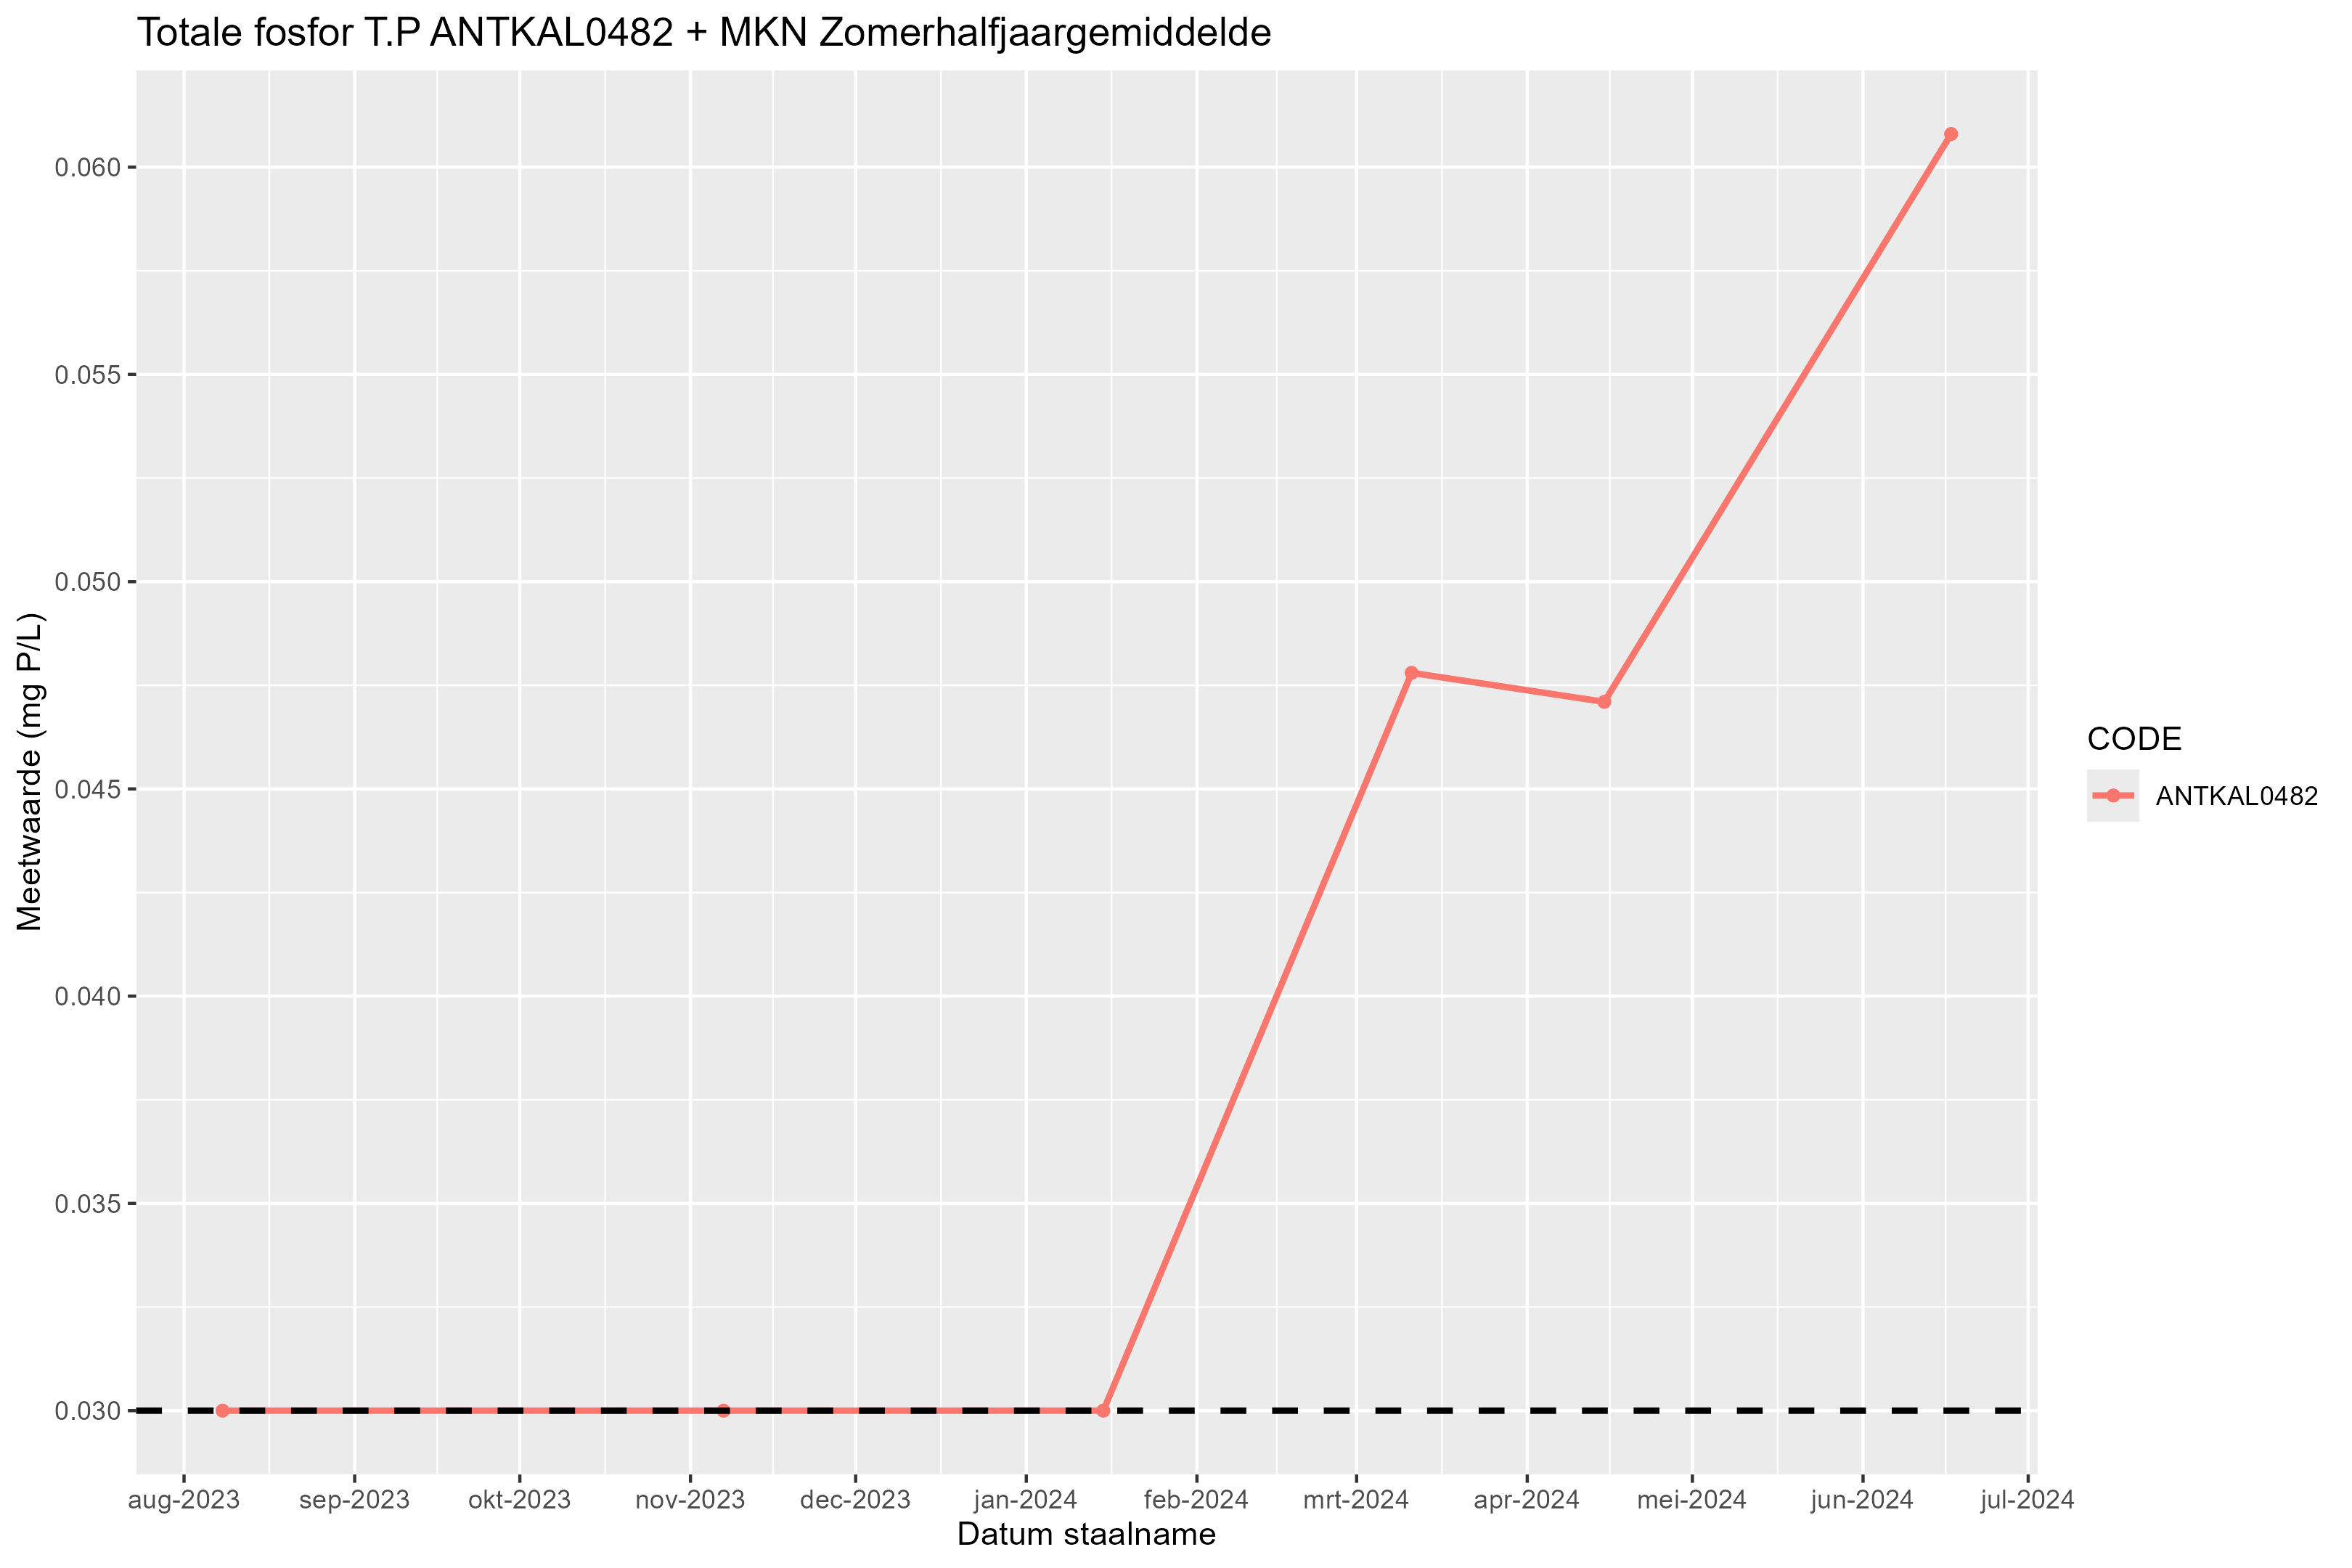 Totale fosfor T.P ANTKAL0482 + MKN Zomerhalfjaargemiddelde
Meetwaarde (mg P/L)
0.060
0.055
0.050
0.045
0.040
0.035
0.030
aug-2023 sep-2023 okt-2023 nov-2023 dec-2023 jan-2024 feb-2024 mrt-2024 apr-2024 mei-2024 jun-2024 jul-2024
Datum staalname
CODE
ANTKAL0482